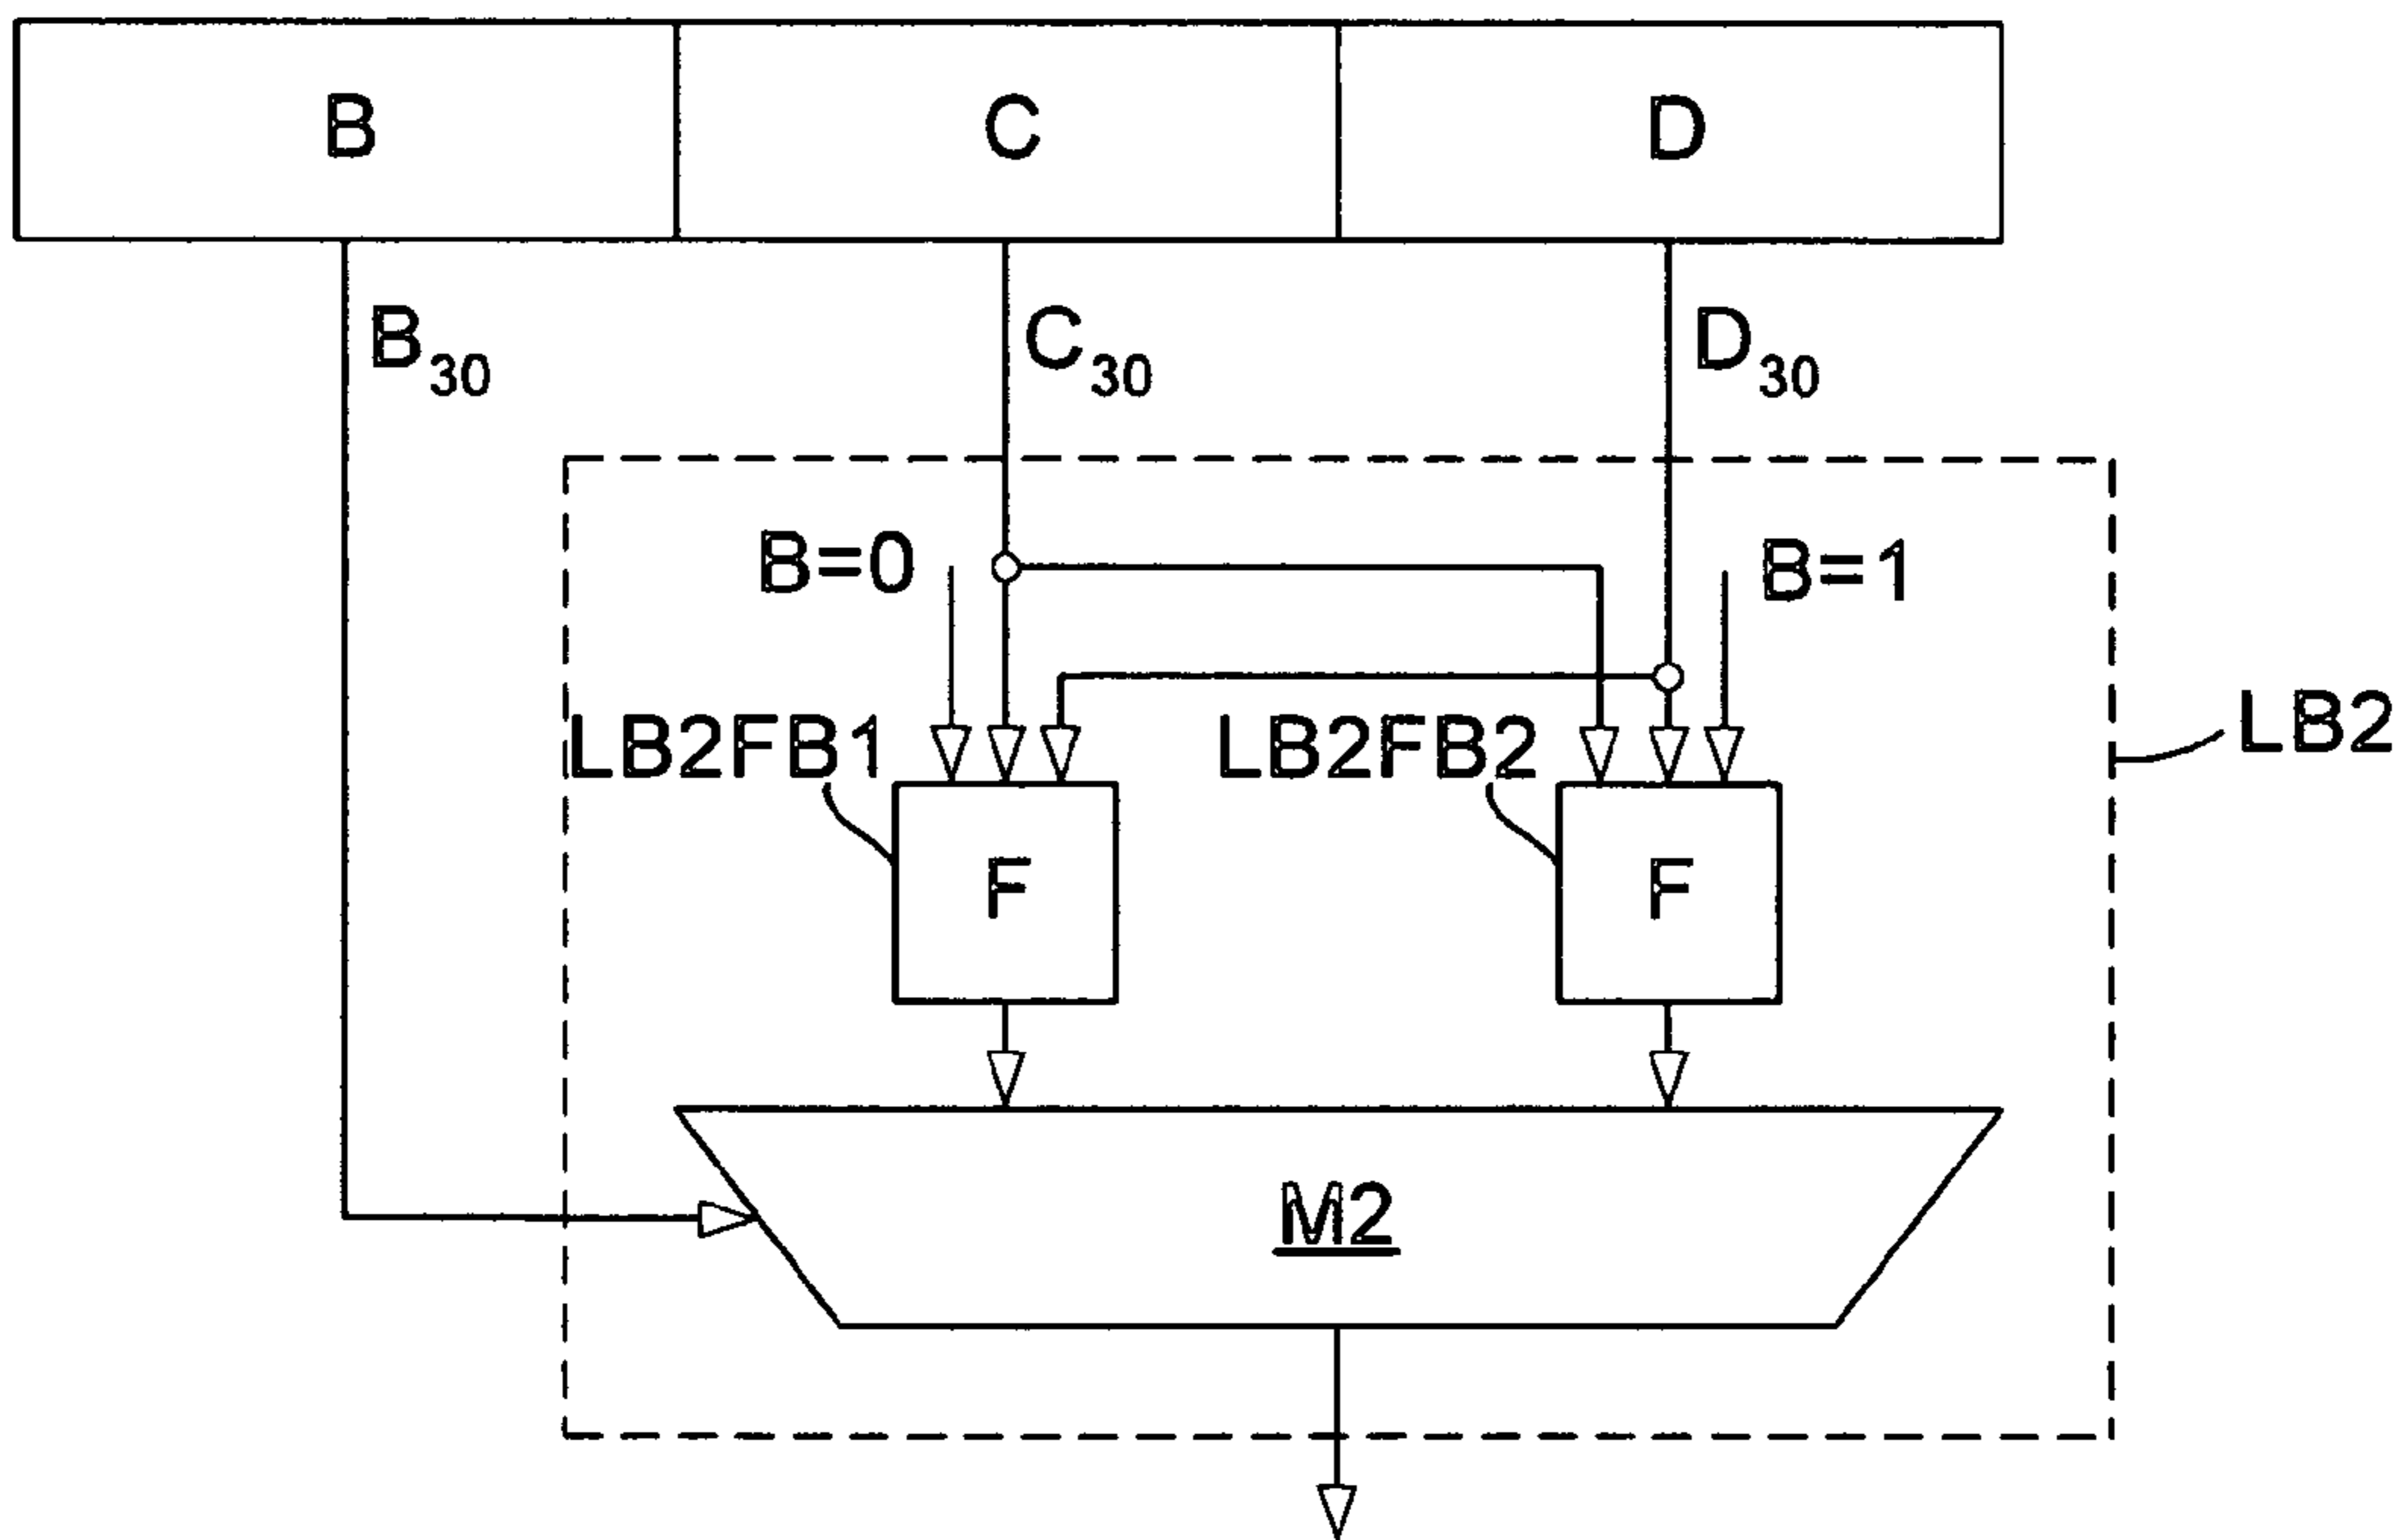 B C D
B30 C30 D30
B=0 B=1
LB2FB1 LB2FB2 LB2
F F
M2